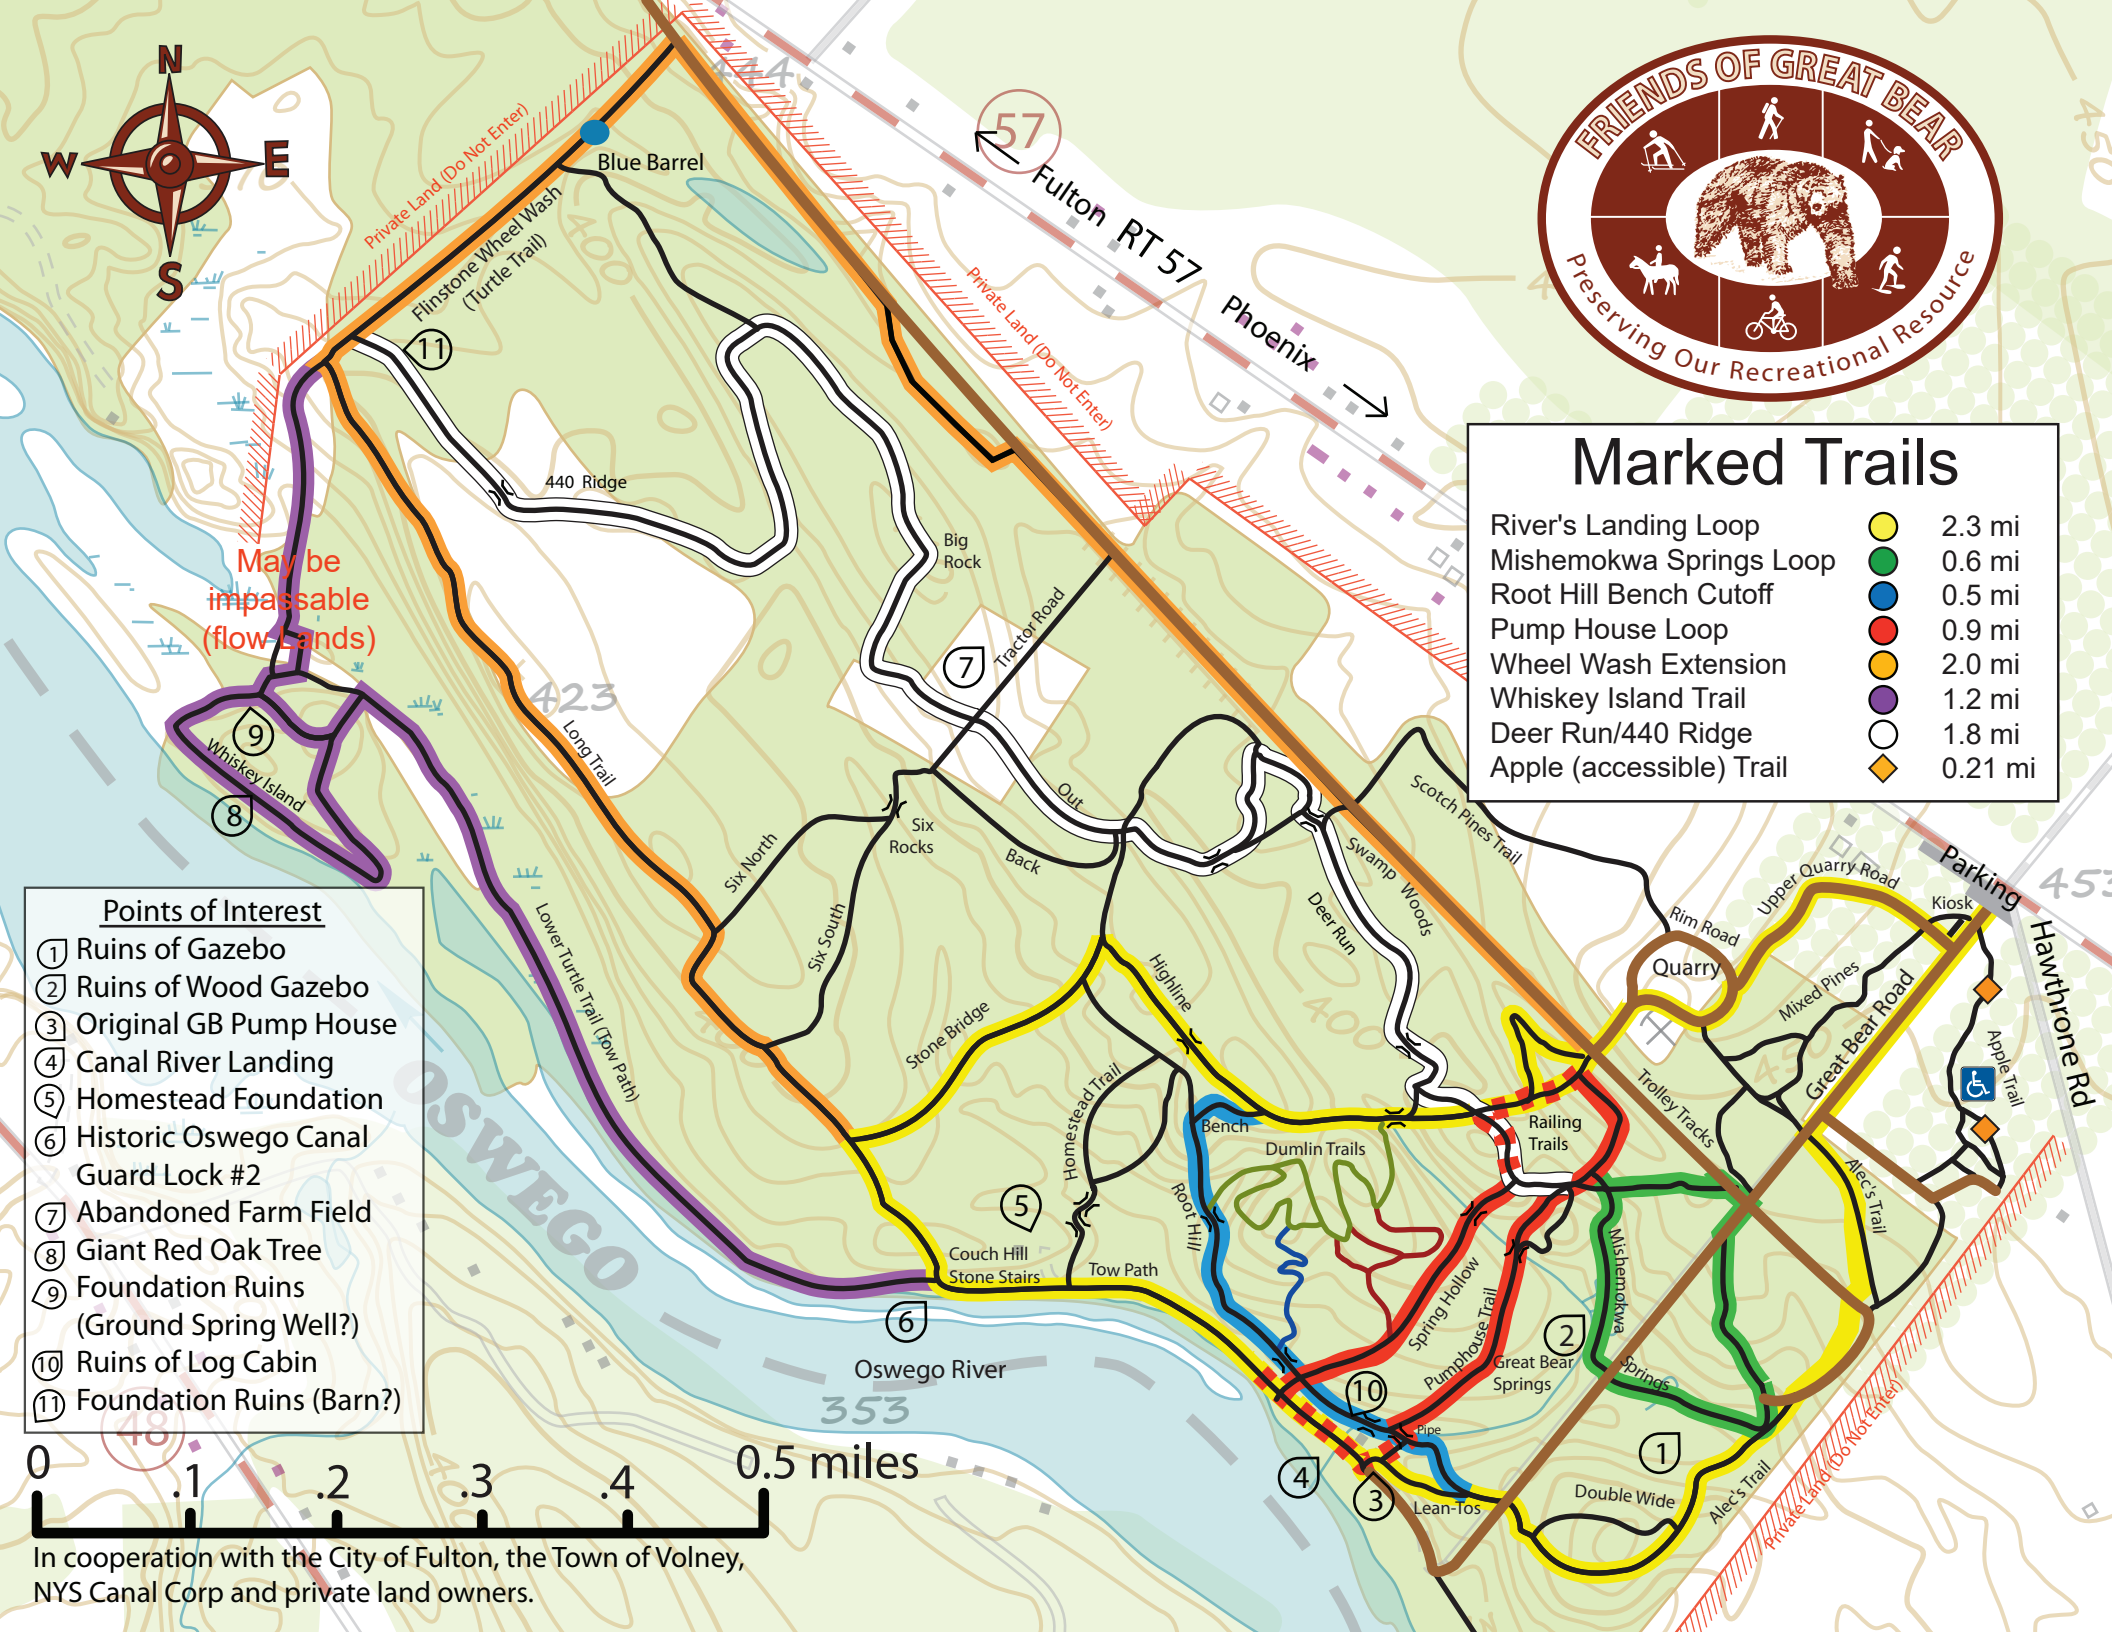 N
W
E
S
Private Land (Do Not Enter)
Blue Barrel
Flinstone Wheel Wash
(Turtle Trail)
11
440 Ridge
444
57
Fulton RT 57 Phoenix
Private Land (Do Not Enter)
FRIENDS OF GREAT BEAR
Preserving Our Recreational Resource
450
Marked Trails
River's Landing Loop 2.3 mi
Mishemokwa Springs Loop 0.6 mi
Root Hill Bench Cutoff 0.5 mi
Pump House Loop 0.9 mi
Wheel Wash Extension 2.0 mi
Whiskey Island Trail 1.2 mi
Deer Run/440 Ridge 1.8 mi
Apple (accessible) Trail 0.21 mi
May be
impassable
(flow Lands)
Big
Rock
Tractor Road
7
423
Long Trail
9
Whiskey Island
8
Out
Back
Six
Rocks
Six North
Six South
Scotch Pines Trail
Swamp Woods
Deer Run
Parking
453
Upper Quarry Road
Kiosk
Rim Road
Quarry
Hawthrone Rd
Mixed Pines
Great Bear Road
450
Apple Trail
Lower Turtle Trail (Tow Path)
Highline
Stone Bridge
400
400
Homestead Trail
Trolley Tracks
Railing
Trails
Bench
Dumlin Trails
Alec's Trail
5
Root Hill
Couch Hill
Stone Stairs
Tow Path
Mishemokwa
Spring Hollow
Pumphouse Trail
2
Great Bear
Springs
Springs
6
Oswego River
OSWEGO
353
10
Pipe
1
4
3
Lean-Tos
Double Wide
Alec's Trail
Private Land (Do Not Enter)
Points of Interest
1 Ruins of Gazebo
2 Ruins of Wood Gazebo
3 Original GB Pump House
4 Canal River Landing
5 Homestead Foundation
6 Historic Oswego Canal
Guard Lock #2
7 Abandoned Farm Field
8 Giant Red Oak Tree
9 Foundation Ruins
(Ground Spring Well?)
10 Ruins of Log Cabin
11 Foundation Ruins (Barn?)
48
400
0 .1 .2 .3 .4 0.5 miles
In cooperation with the City of Fulton, the Town of Volney,
NYS Canal Corp and private land owners.